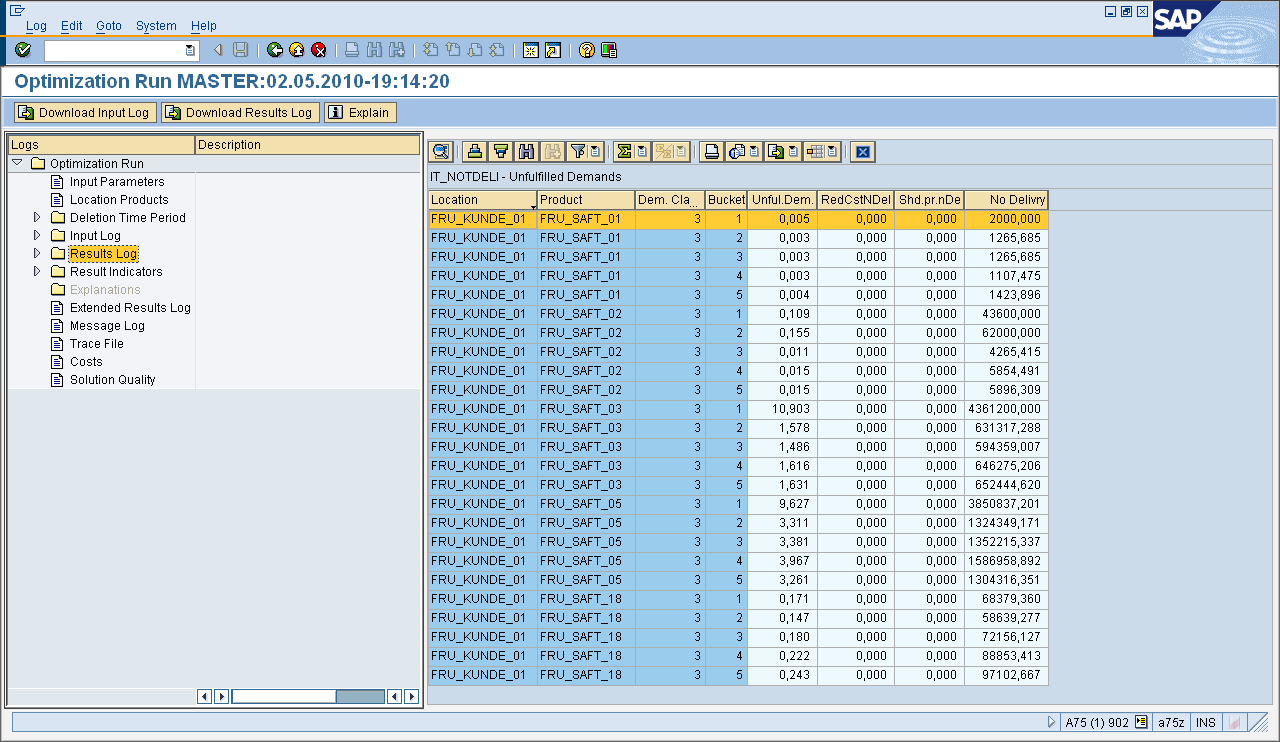 Log Edit Goto System Help
SAP
Optimization Run MASTER:02.05.2010-19:14:20
Download Input Log Download Results Log Explain
Logs Description
Optimization Run
Input Parameters
Location Products
Deletion Time Period
Input Log
Results Log
Result Indicators
Explanations
Extended Results Log
Message Log
Trace File
Costs
Solution Quality
IT_NOTDELI - Unfulfilled Demands
Location Product Dem. Cla... Bucket Unful.Dem. RedCstNDel Shd.pr.nDe No Delivry
FRU_KUNDE_01 FRU_SAFT_01 3 1 0,005 0,000 0,000 2000,000
FRU_KUNDE_01 FRU_SAFT_01 3 2 0,003 0,000 0,000 1265,685
FRU_KUNDE_01 FRU_SAFT_01 3 3 0,003 0,000 0,000 1265,685
FRU_KUNDE_01 FRU_SAFT_01 3 4 0,003 0,000 0,000 1107,475
FRU_KUNDE_01 FRU_SAFT_01 3 5 0,004 0,000 0,000 1423,896
FRU_KUNDE_01 FRU_SAFT_02 3 1 0,109 0,000 0,000 43600,000
FRU_KUNDE_01 FRU_SAFT_02 3 2 0,155 0,000 0,000 62000,000
FRU_KUNDE_01 FRU_SAFT_02 3 3 0,011 0,000 0,000 4265,415
FRU_KUNDE_01 FRU_SAFT_02 3 4 0,015 0,000 0,000 5854,491
FRU_KUNDE_01 FRU_SAFT_02 3 5 0,015 0,000 0,000 5896,309
FRU_KUNDE_01 FRU_SAFT_03 3 1 10,903 0,000 0,000 4361200,000
FRU_KUNDE_01 FRU_SAFT_03 3 2 1,578 0,000 0,000 631317,288
FRU_KUNDE_01 FRU_SAFT_03 3 3 1,486 0,000 0,000 594359,007
FRU_KUNDE_01 FRU_SAFT_03 3 4 1,616 0,000 0,000 646275,206
FRU_KUNDE_01 FRU_SAFT_03 3 5 1,631 0,000 0,000 652444,620
FRU_KUNDE_01 FRU_SAFT_05 3 1 9,627 0,000 0,000 3850837,201
FRU_KUNDE_01 FRU_SAFT_05 3 2 3,311 0,000 0,000 1324349,171
FRU_KUNDE_01 FRU_SAFT_05 3 3 3,381 0,000 0,000 1352215,337
FRU_KUNDE_01 FRU_SAFT_05 3 4 3,967 0,000 0,000 1586958,892
FRU_KUNDE_01 FRU_SAFT_05 3 5 3,261 0,000 0,000 1304316,351
FRU_KUNDE_01 FRU_SAFT_18 3 1 0,171 0,000 0,000 68379,360
FRU_KUNDE_01 FRU_SAFT_18 3 2 0,147 0,000 0,000 58639,277
FRU_KUNDE_01 FRU_SAFT_18 3 3 0,180 0,000 0,000 72156,127
FRU_KUNDE_01 FRU_SAFT_18 3 4 0,222 0,000 0,000 88853,413
FRU_KUNDE_01 FRU_SAFT_18 3 5 0,243 0,000 0,000 97102,667
A75 (1) 902 a75z INS